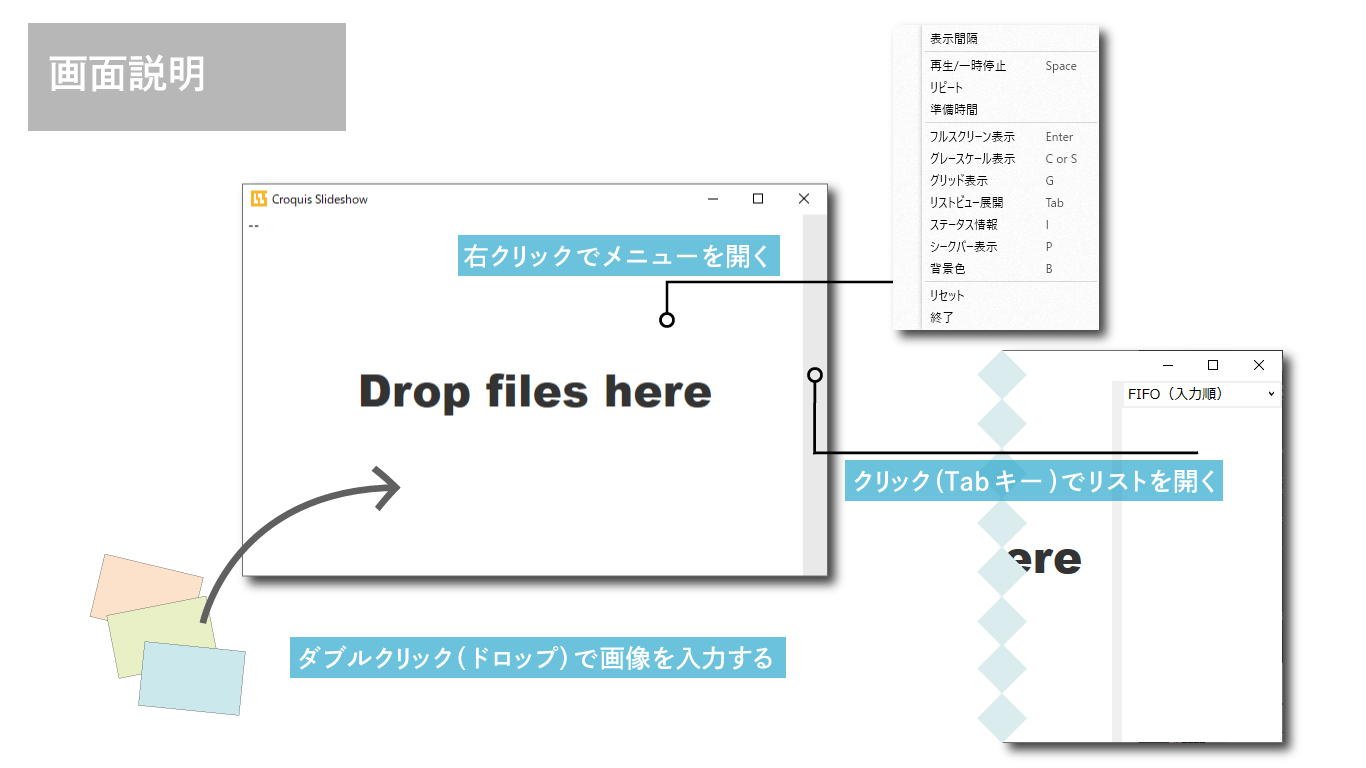 画面説明
表示間隔
再生/一時停止 Space
リピート
準備時間
フルスクリーン表示 Enter
グレースケール表示 C or S
グリッド表示 G
リストビュー展開 Tab
ステータス情報 I
シークバー表示 P
背景色 B
リセット
終了
Croquis Slideshow
--
右クリックでメニューを開く
Drop files here
FIFO（入力順）
クリック(Tabキー)でリストを開く
ere
ダブルクリック(ドロップ)で画像を入力する